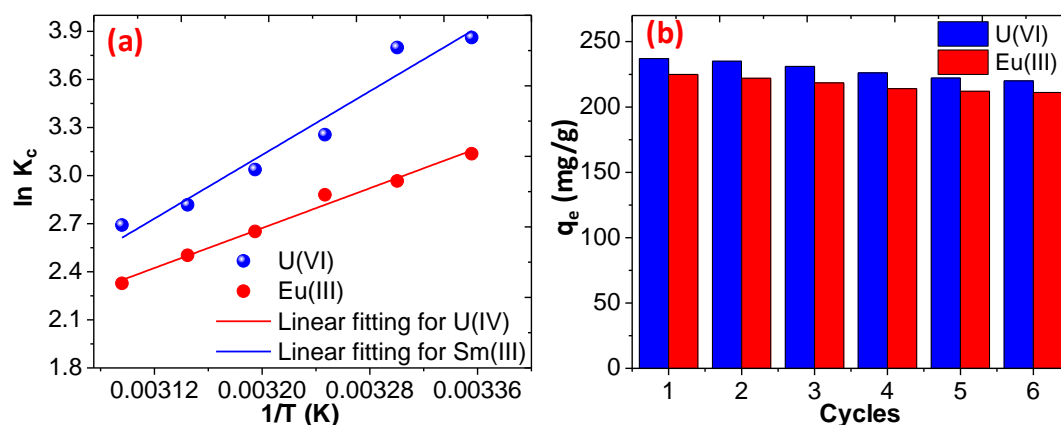 (a)
ln K_c
3.9
3.6
3.3
3.0
2.7
2.4
2.1
1.8
U(VI)
Eu(III)
Linear fitting for U(IV)
Linear fitting for Sm(III)
0.00312 0.00320 0.00328 0.00336
1/T (K)
(b)
U(VI)
Eu(III)
q_e (mg/g)
250
200
150
100
50
0
1 2 3 4 5 6
Cycles